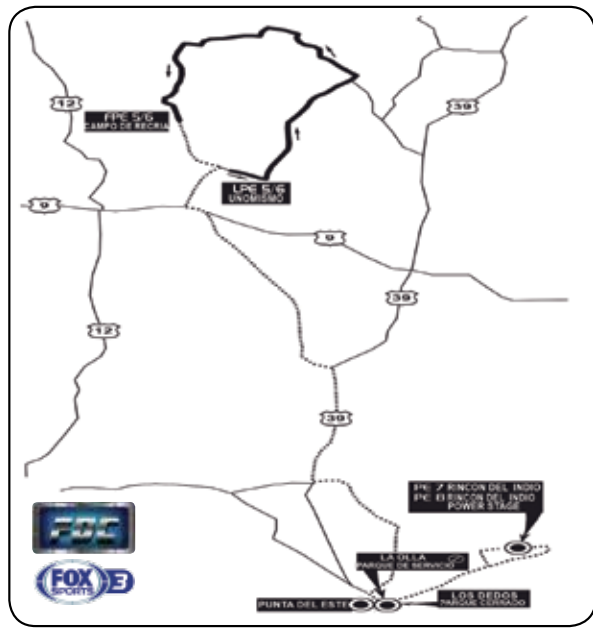 12
39
FPE 5/6
CAMPO DE RECRIA
LPE 5/6
UNOMISMO
9
9
39
12
39
PE 7 RINCON DEL INDIO
PE 8 RINCON DEL INDIO
POWER STAGE
FDC
LA OLLA
PARQUE DE SERVICIO
FOX
SPORTS 3
PUNTA DEL ESTE
LOS DEDOS
PARQUE CERRADO